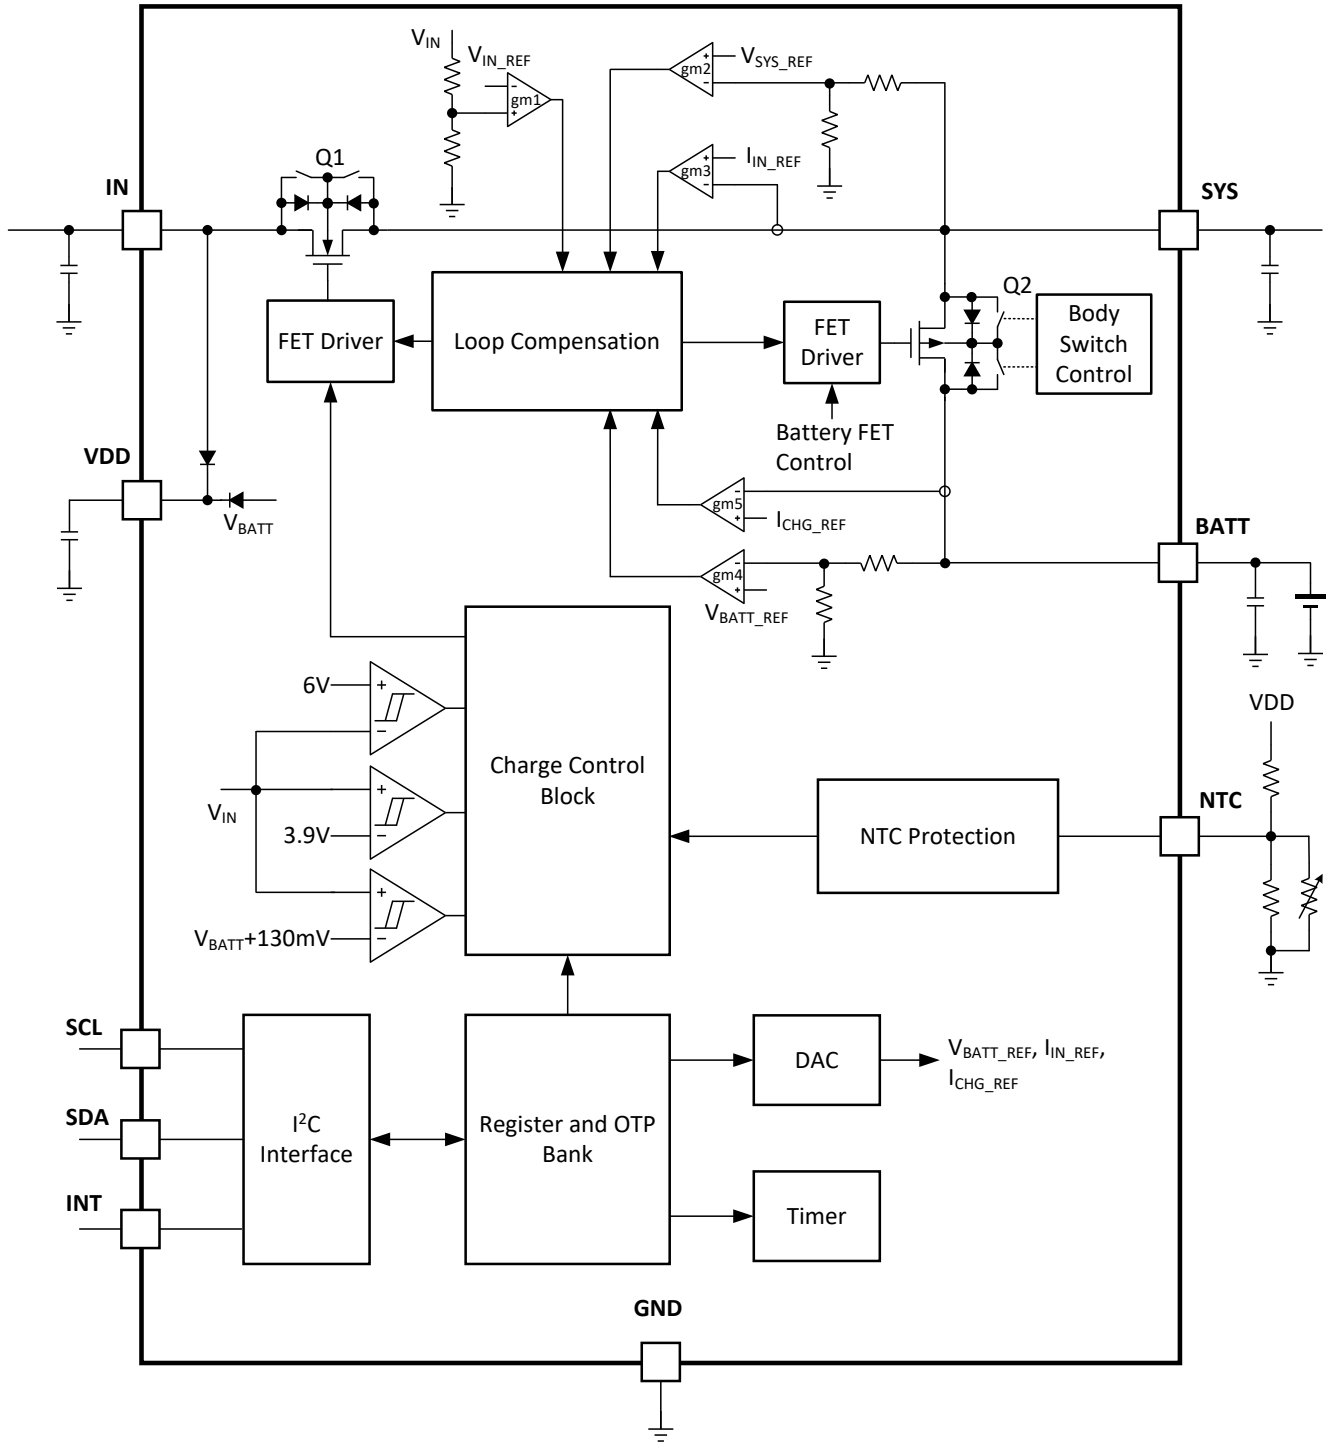 V_IN
V_IN_REF
gm1
gm2
V_SYS_REF
Q1
gm3
I_IN_REF
IN
SYS
Q2
FET Driver
Loop Compensation
FET
Driver
Body
Switch
Control
Battery FET
Control
VDD
V_BATT
gm5
I_CHG_REF
BATT
gm4
V_BATT_REF
6V
VDD
Charge Control
Block
V_IN
3.9V
NTC Protection
NTC
V_BATT+130mV
SCL
SDA
INT
I²C
Interface
Register and OTP
Bank
DAC
V_BATT_REF, I_IN_REF,
I_CHG_REF
Timer
GND